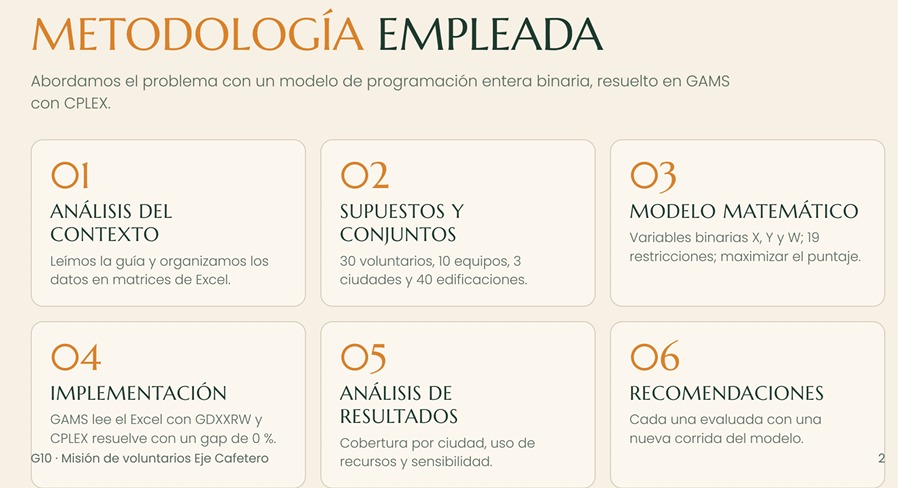 METODOLOGÍA EMPLEADA
Abordamos el problema con un modelo de programación entera binaria, resuelto en GAMS
con CPLEX.
01
ANÁLISIS DEL
CONTEXTO
Leímos la guía y organizamos los
datos en matrices de Excel.
02
SUPUESTOS Y
CONJUNTOS
30 voluntarios, 10 equipos, 3
ciudades y 40 edificaciones.
03
MODELO MATEMÁTICO
Variables binarias X, Y y W; 19
restricciones; maximizar el puntaje.
04
IMPLEMENTACIÓN
GAMS lee el Excel con GDXXRW y
CPLEX resuelve con un gap de 0 %.
05
ANÁLISIS DE
RESULTADOS
Cobertura por ciudad, uso de
recursos y sensibilidad.
06
RECOMENDACIONES
Cada una evaluada con una
nueva corrida del modelo.
G10 · Misión de voluntarios Eje Cafetero
2